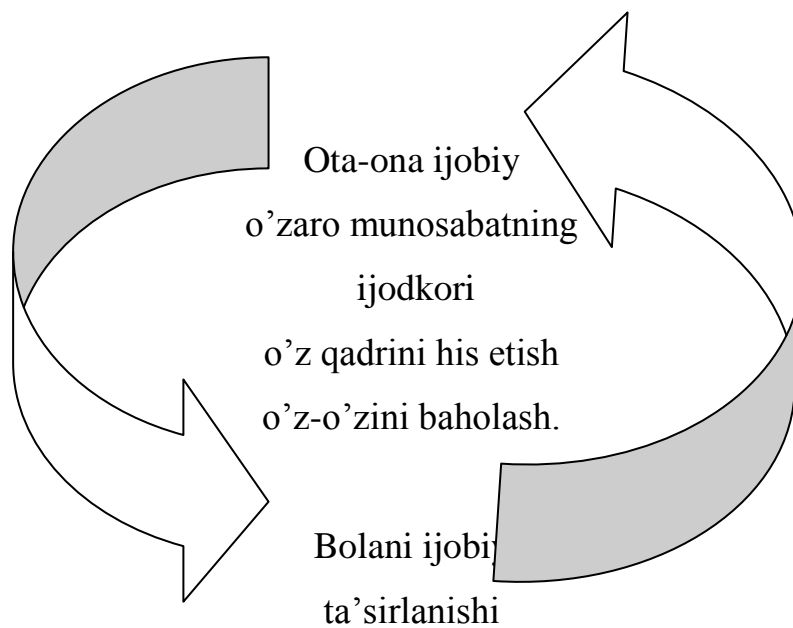 Ota-ona ijobiy
o’zaro munosabatning
ijodkori
o’z qadrini his etish
o’z-o’zini baholash.
Bolani ijobiy
ta’sirlanishi